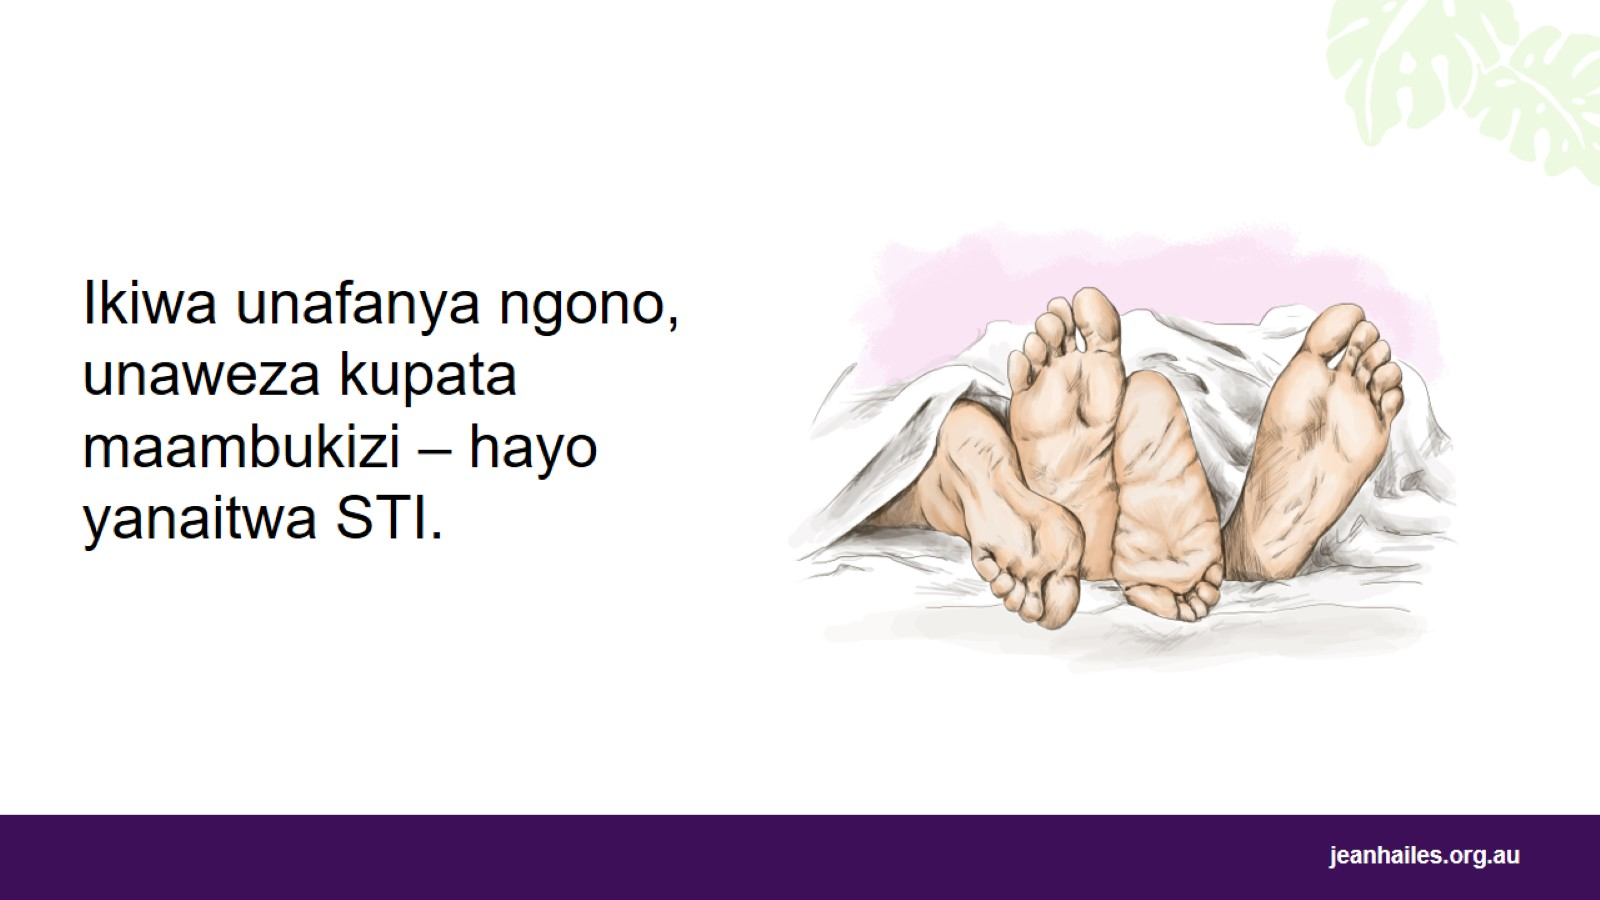 Ikiwa unafanya ngono,
unaweza kupata
maambukizi – hayo
yanaitwa STI.
jeanhailes.org.au